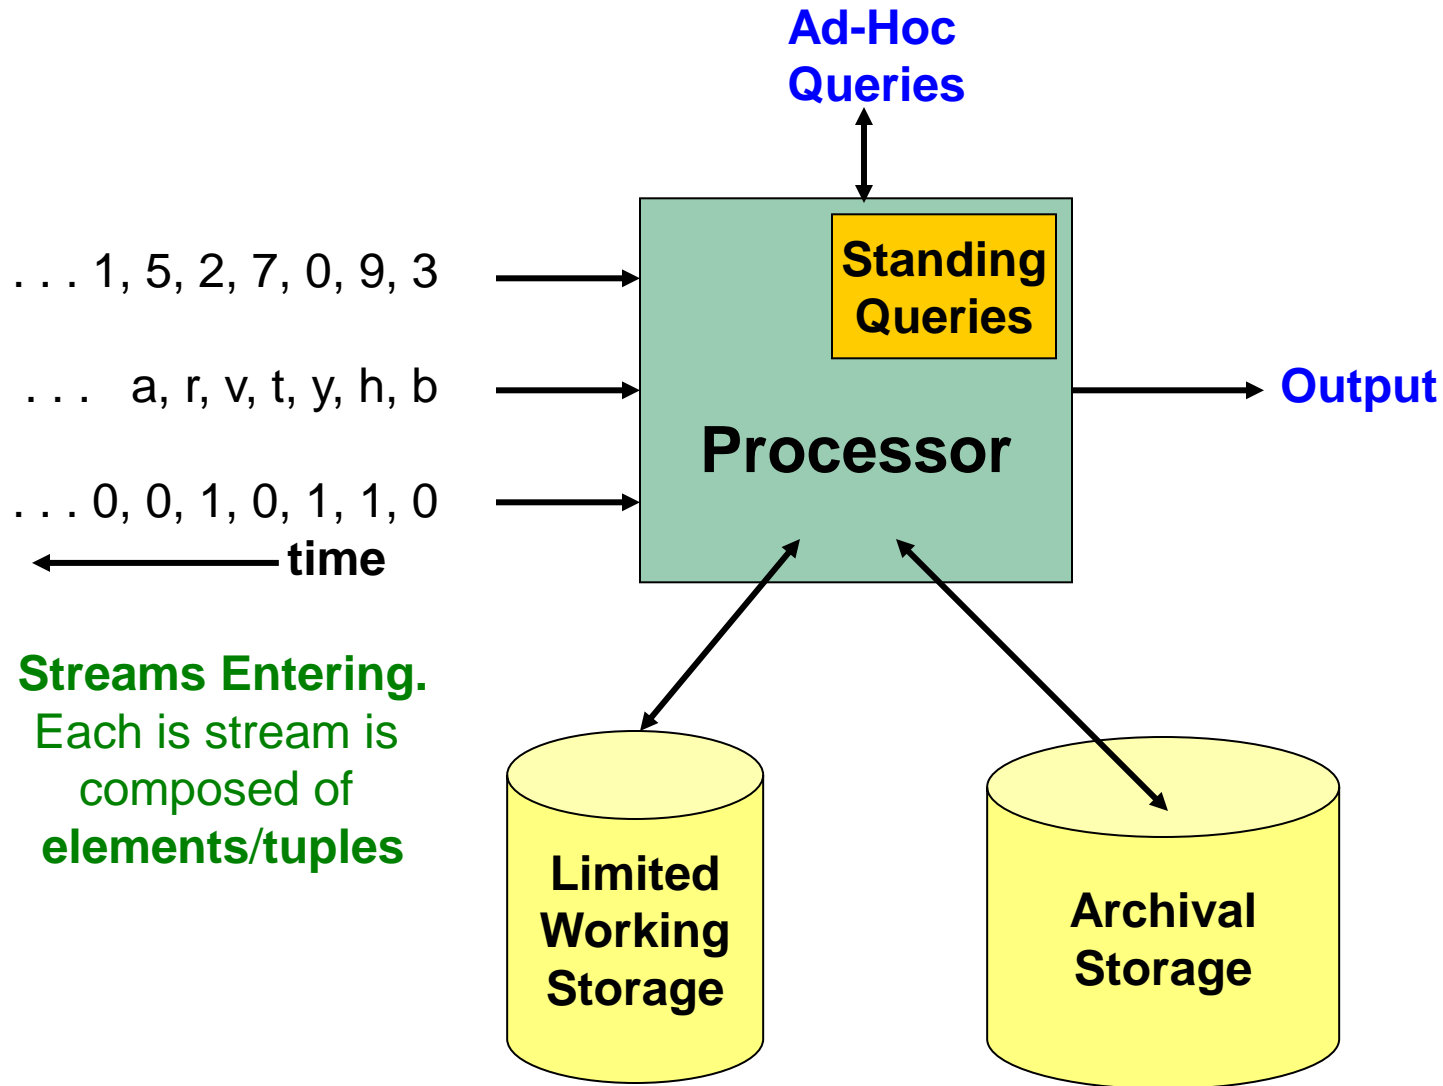 Ad-Hoc
Queries
Standing
Queries
. . . 1, 5, 2, 7, 0, 9, 3
. . . a, r, v, t, y, h, b
. . . 0, 0, 1, 0, 1, 1, 0
time
Processor
Output
Streams Entering.
Each is stream is
composed of
elements/tuples
Limited
Working
Storage
Archival
Storage